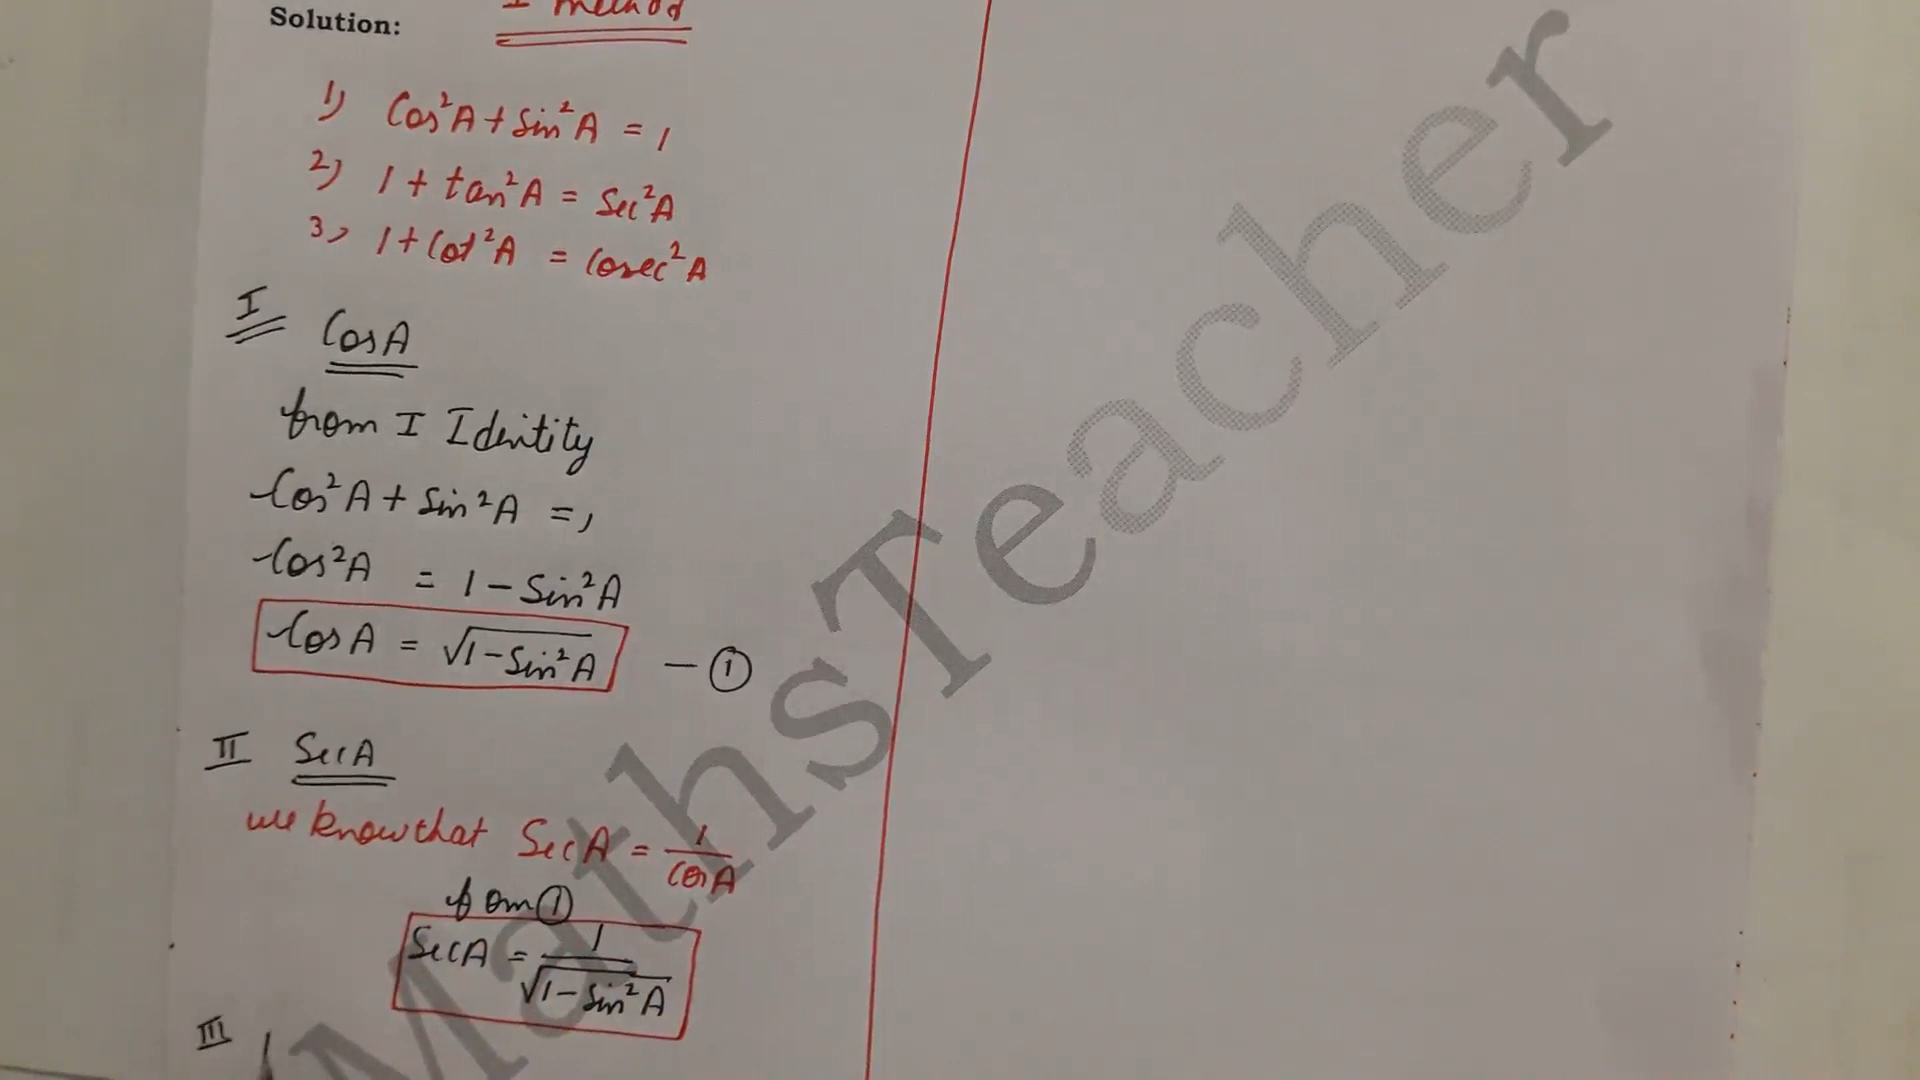 Solution: I method
1) Cos²A + Sin²A = 1
2) 1 + tan²A = Sec²A
3) 1 + Cot²A = Cosec²A
I CosA
from I Identity
Cos²A + Sin²A = 1
Cos²A = 1 - Sin²A
CosA = √1-Sin²A - ①
II SecA
we know that SecA = 1/CosA
from ①
SecA = 1/√1-Sin²A
III
MathsTeacher